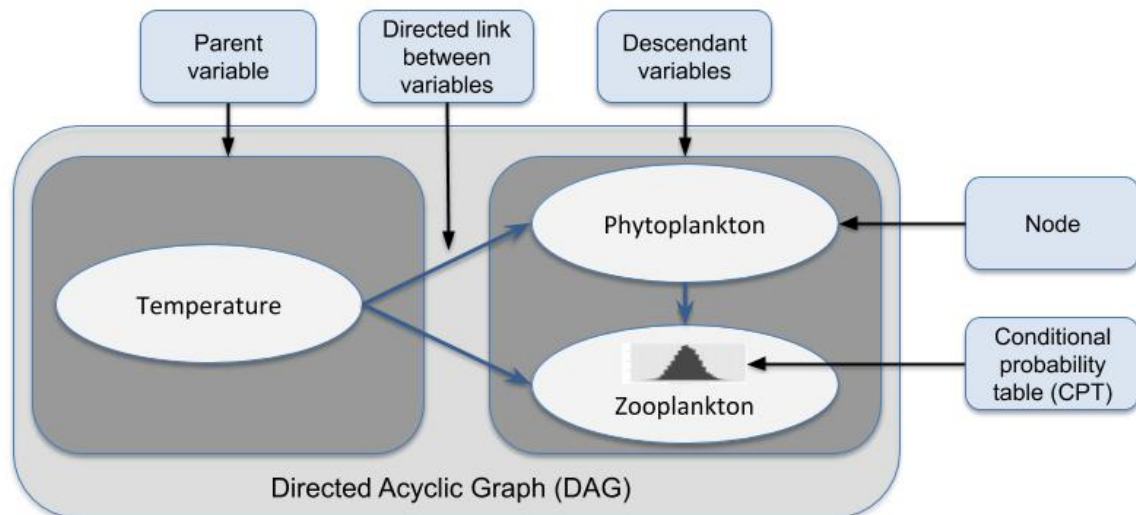 Parent
variable
Directed link
between
variables
Descendant
variables
Phytoplankton
Node
Temperature
Conditional
probability
table (CPT)
Zooplankton
Directed Acyclic Graph (DAG)